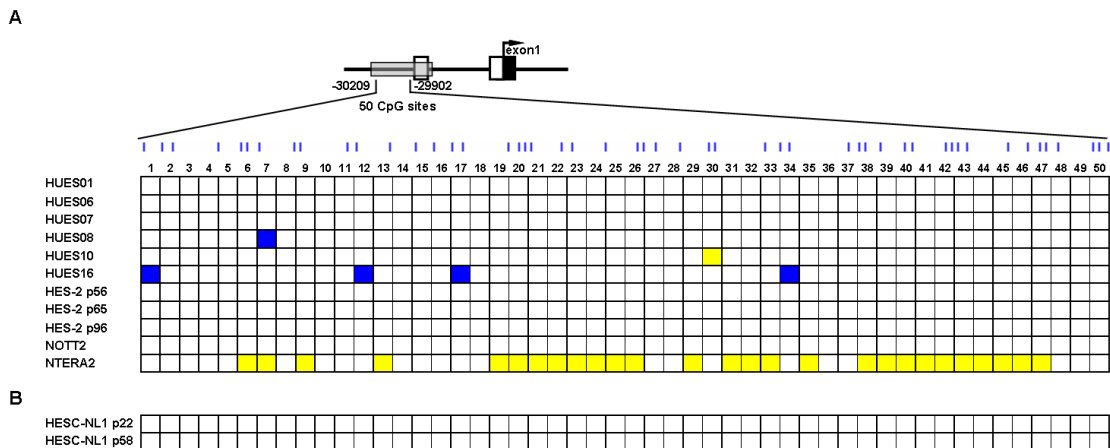 A
exon1
-30209 -29902
50 CpG sites
1 2 3 4 5 6 7 8 9 10 11 12 13 14 15 16 17 18 19 20 21 22 23 24 25 26 27 28 29 30 31 32 33 34 35 36 37 38 39 40 41 42 43 44 45 46 47 48 49 50
HUES01
HUES06
HUES07
HUES08
HUES10
HUES16
HES-2 p56
HES-2 p65
HES-2 p96
NOTT2
NTERA2
B
HESC-NL1 p22
HESC-NL1 p58